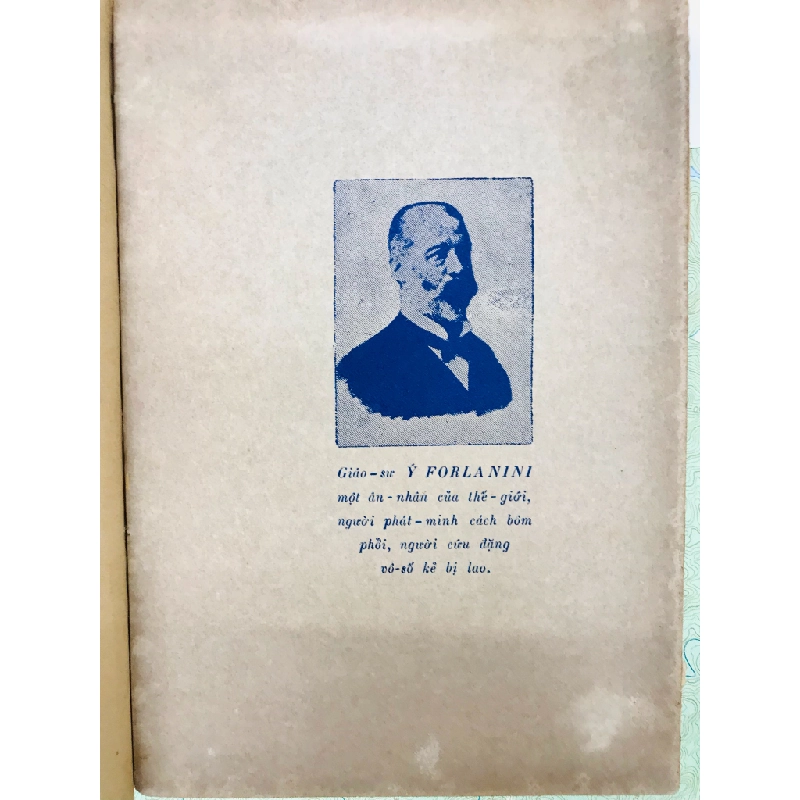 Giáo-sư Ý FORLANINI
một ân-nhân của thế-giới,
người phát-minh cách bơm
phổi, người cứu đặng
vô-số kẻ bị lao.